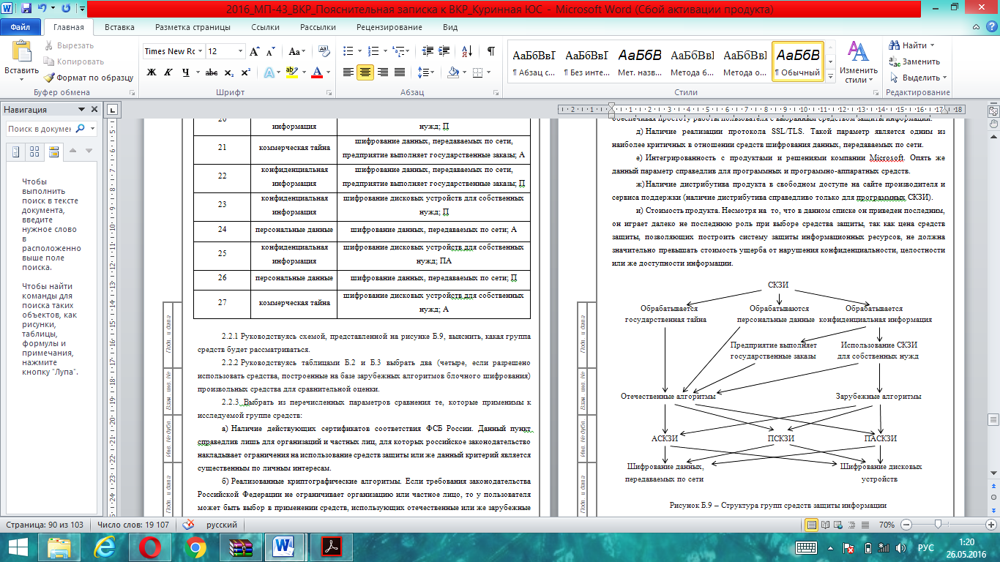 2016_МП-43_ВКР_Пояснительная записка к ВКР_Куринная ЮС - Microsoft Word (Сбой активации продукта)
Файл
Главная
Вставка
Разметка страницы
Ссылки
Рассылки
Рецензирование
Вид
Вставить
Вырезать
Копировать
Формат по образцу
Буфер обмена
Times New Ro
12
Ж К Ч abc x₂ x²
Шрифт
Абзац
АаБбВвІ
¶ Абзац с...
АаБбВвІ
¶ Без инте...
АаБбВ
Мет. назв...
АаБбВвІ
Метода б...
АаБбВвІ
Метода о...
АаБбВ
¶ Обычный
Изменить
стили
Стили
Найти
Заменить
Выделить
Редактирование
Навигация
Поиск в докумен
Чтобы
выполнить
поиск в тексте
документа,
введите
нужное слово
в
расположенно
выше поле
поиска.
Чтобы найти
команды для
поиска таких
объектов, как
рисунки,
таблицы,
формулы и
примечания,
нажмите
кнопку "Лупа".
20
информация
нужд; П
21
коммерческая тайна
шифрование данных, передаваемых по сети,
предприятие выполняет государственные заказы; А
22
конфиденциальная
информация
шифрование данных, передаваемых по сети,
предприятие выполняет государственные заказы; П
23
конфиденциальная
информация
шифрование дисковых устройств для собственных
нужд; П
24
персональные данные
шифрование данных, передаваемых по сети; А
25
конфиденциальная
информация
шифрование дисковых устройств для собственных
нужд; ПА
26
персональные данные
шифрование данных, передаваемых по сети; П
27
коммерческая тайна
шифрование дисковых устройств для собственных
нужд; А
2.2.1 Руководствуясь схемой, представленной на рисунке Б.9, выяснить, какая группа
средств будет рассматриваться.
2.2.2 Руководствуясь таблицами Б.2 и Б.3 выбрать два (четыре, если разрешено
использовать средства, построенные на базе зарубежных алгоритмов блочного шифрования)
произвольных средства для сравнительной оценки.
2.2.3 Выбрать из перечисленных параметров сравнения те, которые применимы к
исследуемой группе средств:
а) Наличие действующих сертификатов соответствия ФСБ России. Данный пункт
справедлив лишь для организаций и частных лиц, для которых российское законодательство
накладывает ограничения на использование средств защиты или же данный критерий является
существенным по личным интересам.
б) Реализованные криптографические алгоритмы. Если требования законодательства
Российской Федерации не ограничивает организацию или частное лицо, то у пользователя
может быть выбор в применении средств, использующих отечественные или же зарубежные
Подп. и дата
Взам. инв. №
Инв. № дубл.
Подп. и дата
обеспечивая простоту работы пользователя с выбранным средством защиты информации.
д) Наличие реализации протокола SSL/TLS. Такой параметр является одним из
наиболее критичных в отношении средств шифрования данных, передаваемых по сети.
е) Интегрированность с продуктами и решениями компании Microsoft. Опять же
данный параметр справедлив для программных и программно-аппаратных средств.
ж) Наличие дистрибутива продукта в свободном доступе на сайте производителя и
сервиса поддержки (наличие дистрибутива справедливо только для программных СКЗИ).
и) Стоимость продукта. Несмотря на то, что в данном списке он приведен последним,
он играет далеко не последнюю роль при выборе средства защиты, так как цена средств
защиты, позволяющих построить систему защиты информационных ресурсов, не должна
значительно превышать стоимость ущерба от нарушения конфиденциальности, целостности
или же доступности информации.
СКЗИ
Обрабатывается
государственная тайна
Обрабатываются
персональные данные
Обрабатывается
конфиденциальная информация
Предприятие выполняет
государственные заказы
Использование СКЗИ
для собственных нужд
Отечественные алгоритмы
Зарубежные алгоритмы
АСКЗИ
ПСКЗИ
ПАСКЗИ
Шифрование данных,
передаваемых по сети
Шифрование дисковых
устройств
Рисунок Б.9 – Структура групп средств защиты информации
Подп. и дата
Взам. инв. №
Инв. № дубл.
Подп. и дата
Страница: 90 из 103
Число слов: 19 107
русский
70%
РУС
1:20
26.05.2016